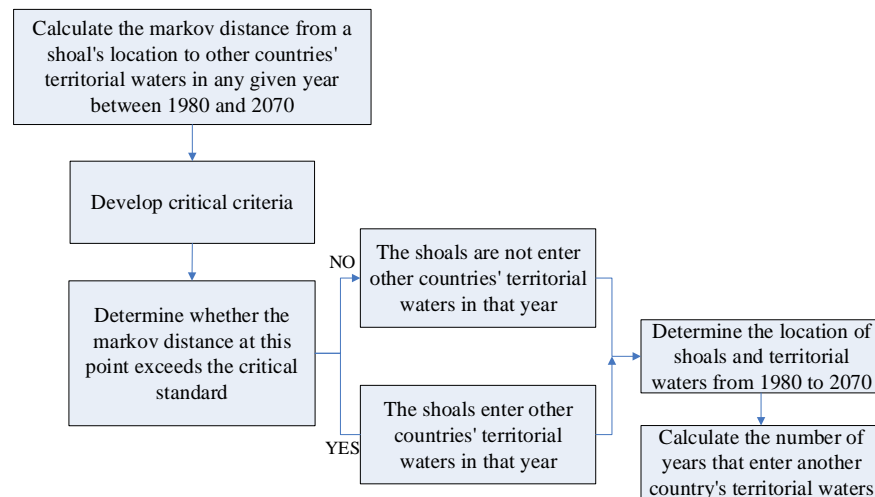 Calculate the markov distance from a
shoal's location to other countries'
territorial waters in any given year
between 1980 and 2070
Develop critical criteria
Determine whether the
markov distance at this
point exceeds the critical
standard
NO
The shoals are not enter
other countries' territorial
waters in that year
YES
The shoals enter other
countries' territorial
waters in that year
Determine the location of
shoals and territorial
waters from 1980 to 2070
Calculate the number of
years that enter another
country's territorial waters